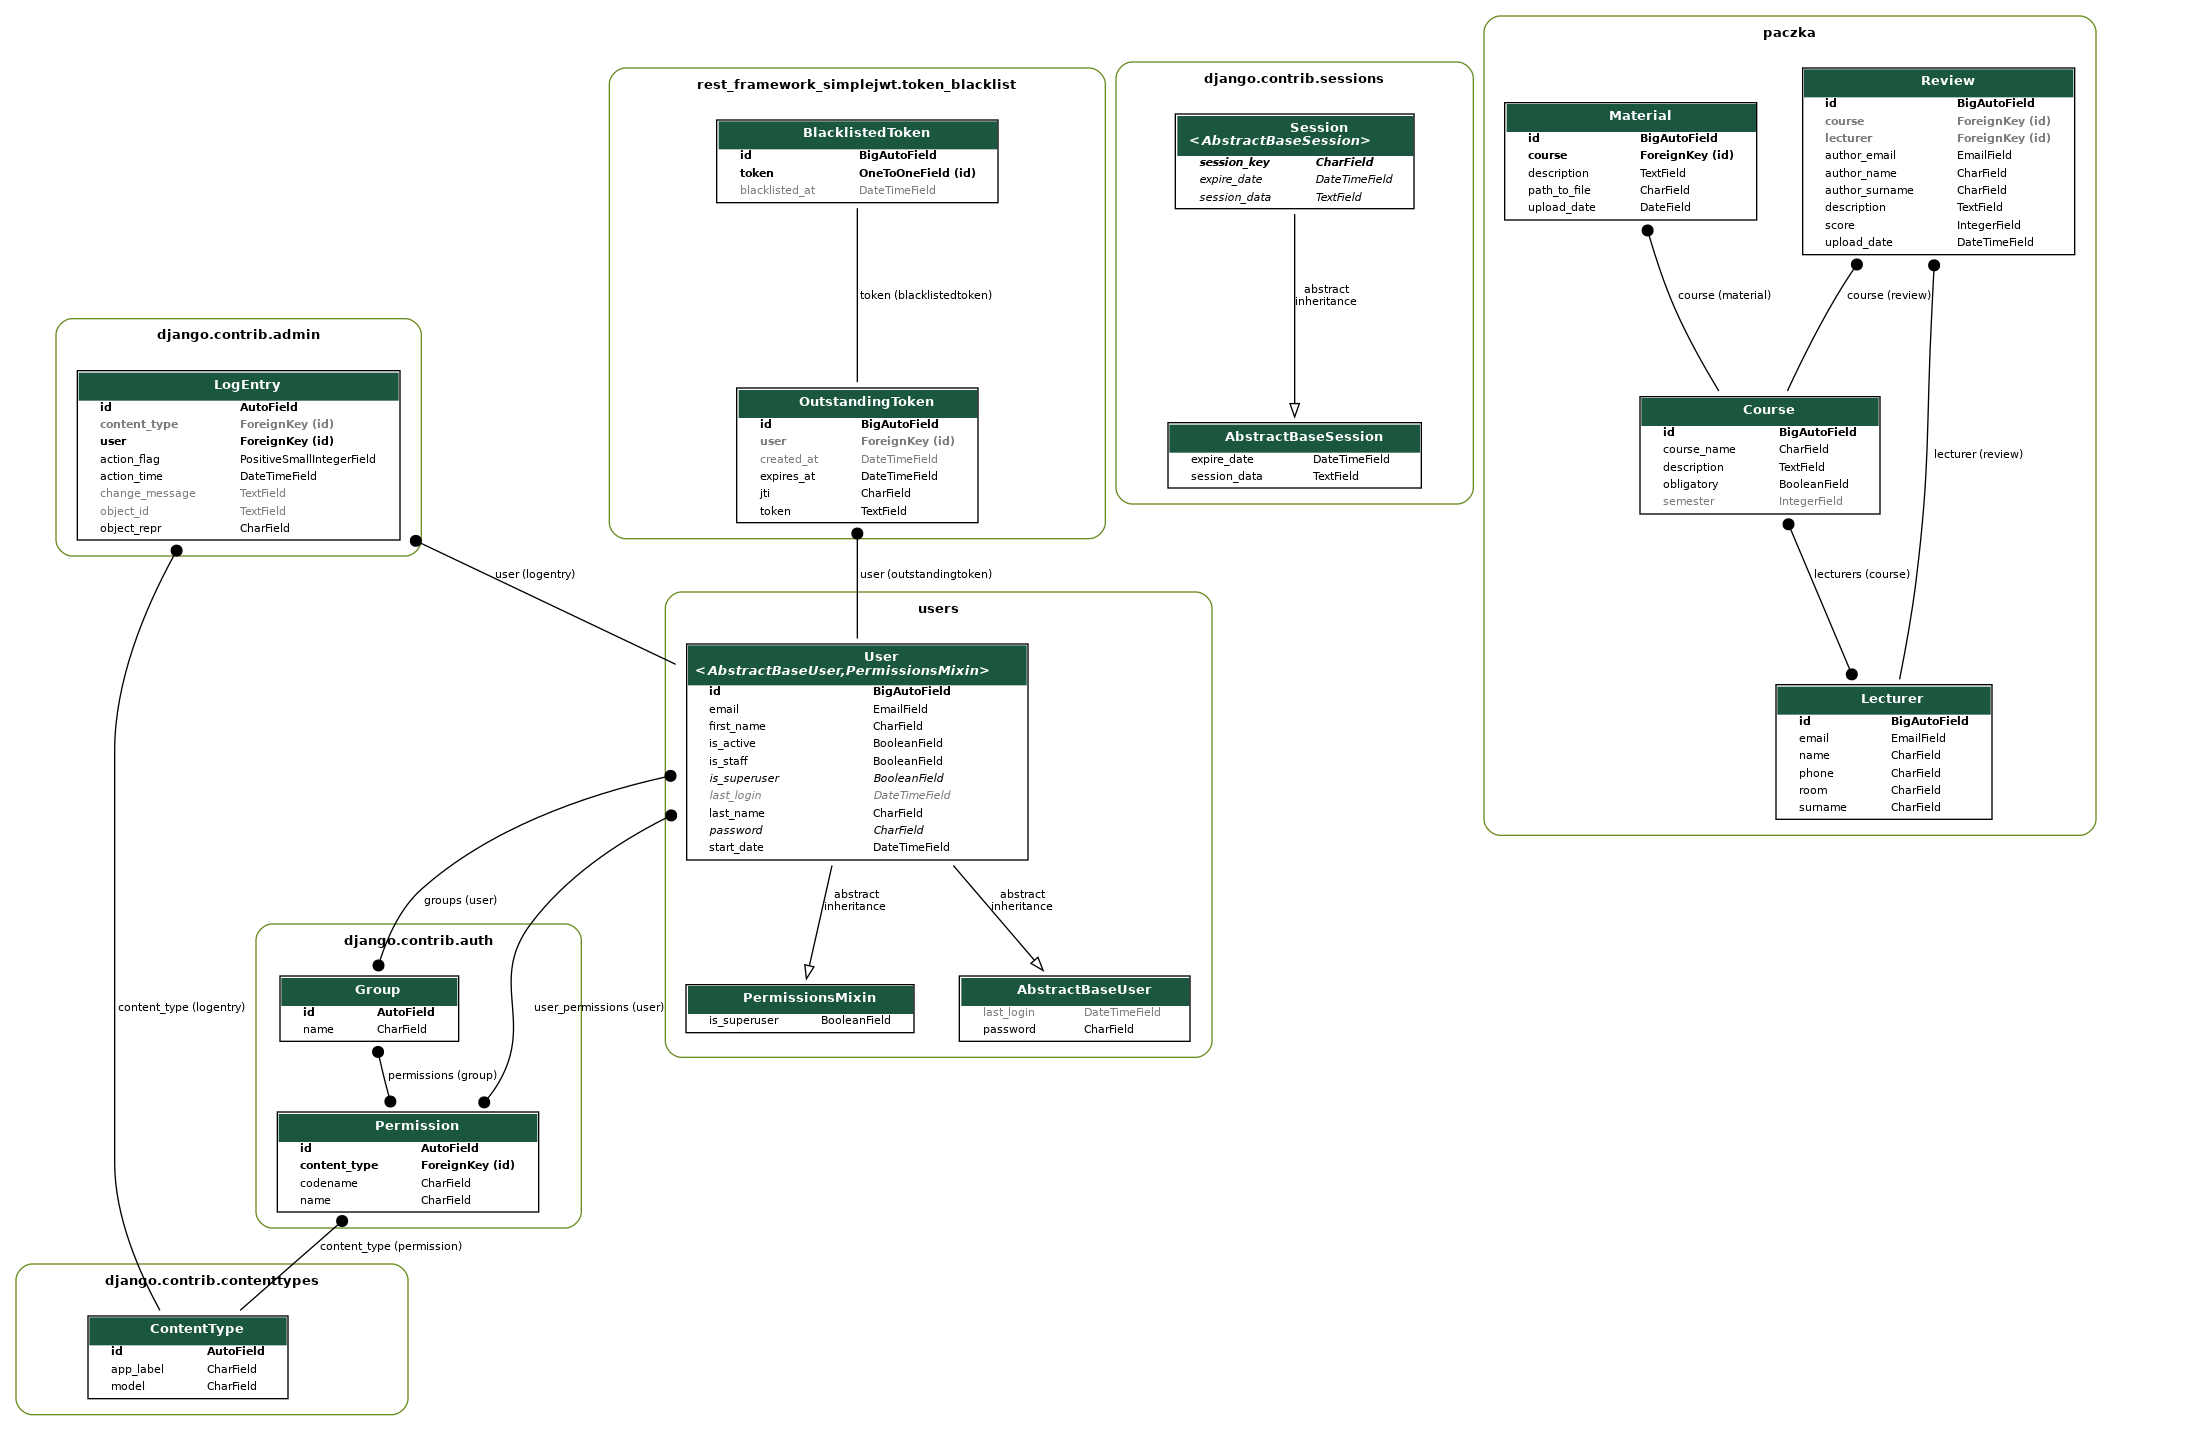 paczka
Review
id BigAutoField
course ForeignKey (id)
lecturer ForeignKey (id)
author_email EmailField
author_name CharField
author_surname CharField
description TextField
score IntegerField
upload_date DateTimeField
Material
id BigAutoField
course ForeignKey (id)
description TextField
path_to_file CharField
upload_date DateField
course (material)
course (review)
lecturer (review)
Course
id BigAutoField
course_name CharField
description TextField
obligatory BooleanField
semester IntegerField
lecturers (course)
Lecturer
id BigAutoField
email EmailField
name CharField
phone CharField
room CharField
surname CharField
django.contrib.sessions
Session
<AbstractBaseSession>
session_key CharField
expire_date DateTimeField
session_data TextField
abstract
inheritance
AbstractBaseSession
expire_date DateTimeField
session_data TextField
rest_framework_simplejwt.token_blacklist
BlacklistedToken
id BigAutoField
token OneToOneField (id)
blacklisted_at DateTimeField
token (blacklistedtoken)
OutstandingToken
id BigAutoField
user ForeignKey (id)
created_at DateTimeField
expires_at DateTimeField
jti CharField
token TextField
user (outstandingtoken)
django.contrib.admin
LogEntry
id AutoField
content_type ForeignKey (id)
user ForeignKey (id)
action_flag PositiveSmallIntegerField
action_time DateTimeField
change_message TextField
object_id TextField
object_repr CharField
user (logentry)
users
User
<AbstractBaseUser,PermissionsMixin>
id BigAutoField
email EmailField
first_name CharField
is_active BooleanField
is_staff BooleanField
is_superuser BooleanField
last_login DateTimeField
last_name CharField
password CharField
start_date DateTimeField
abstract
inheritance
abstract
inheritance
PermissionsMixin
is_superuser BooleanField
AbstractBaseUser
last_login DateTimeField
password CharField
groups (user)
user_permissions (user)
content_type (logentry)
django.contrib.auth
Group
id AutoField
name CharField
permissions (group)
Permission
id AutoField
content_type ForeignKey (id)
codename CharField
name CharField
content_type (permission)
django.contrib.contenttypes
ContentType
id AutoField
app_label CharField
model CharField